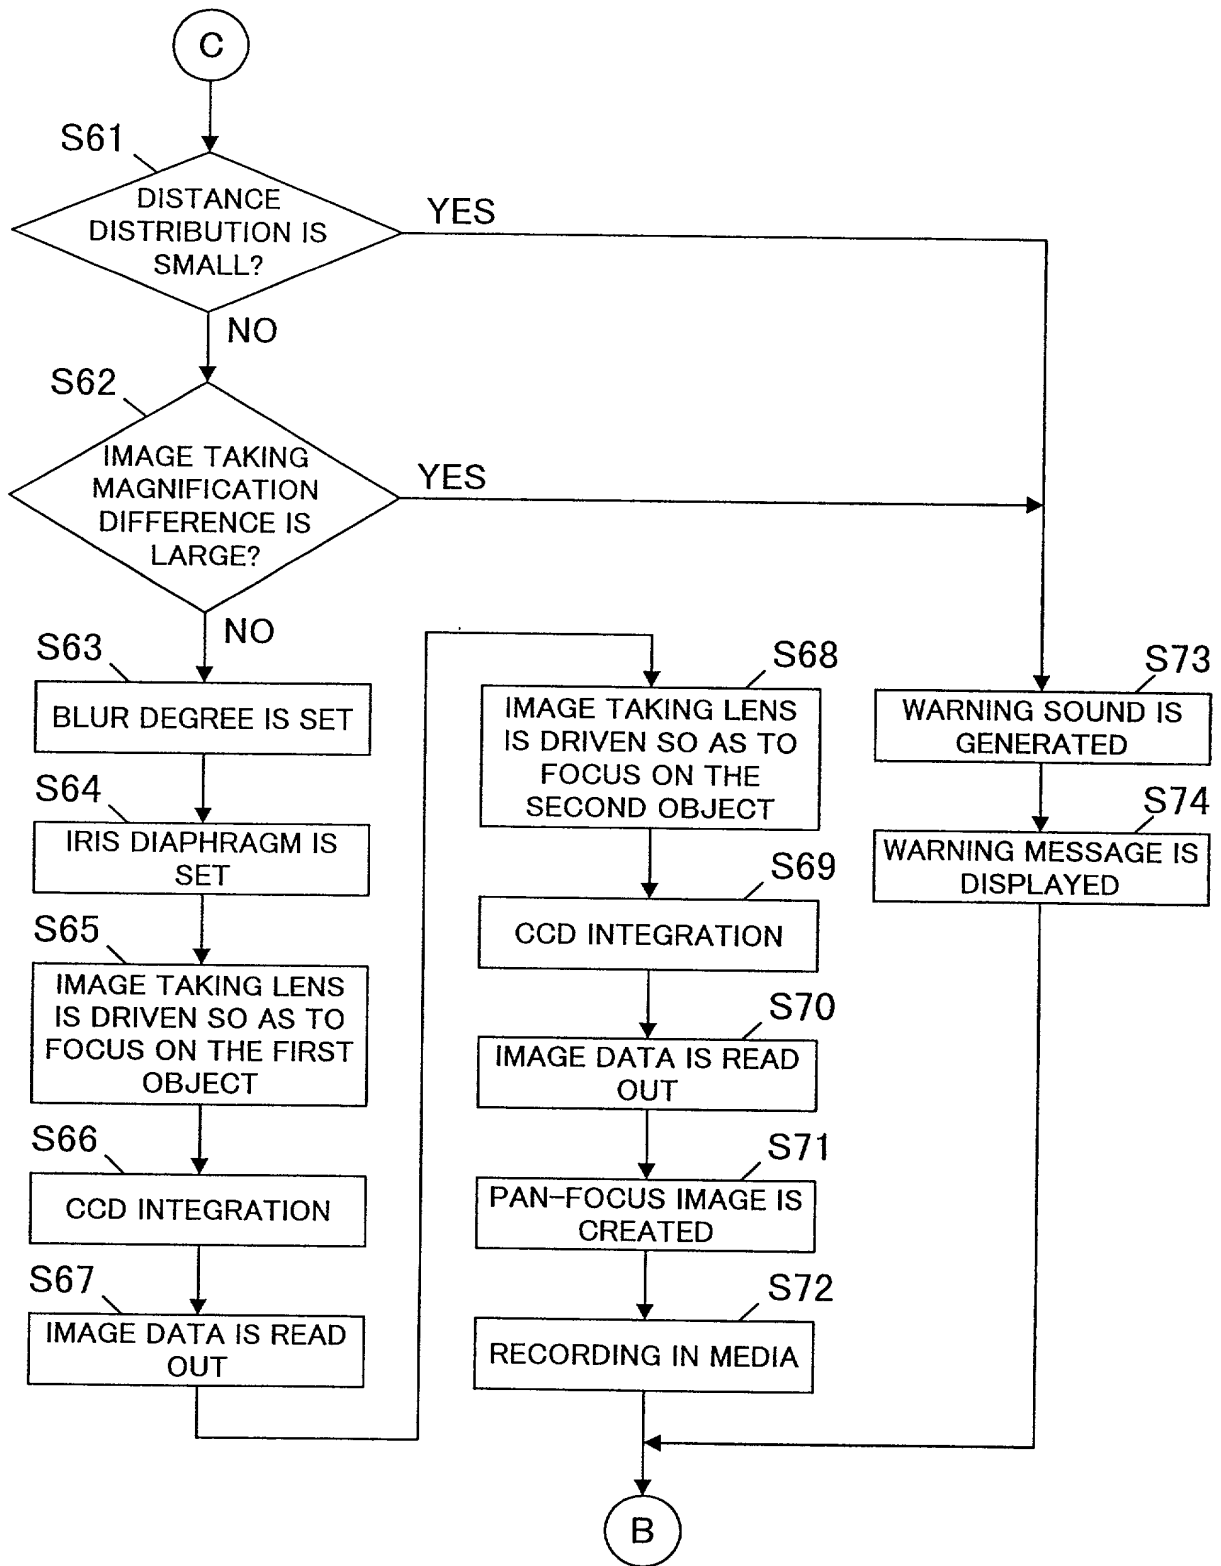 C
S61
DISTANCE
DISTRIBUTION IS
SMALL?
YES
NO
S62
IMAGE TAKING
MAGNIFICATION
DIFFERENCE IS
LARGE?
YES
NO
S63
BLUR DEGREE IS SET
S64
IRIS DIAPHRAGM IS
SET
S65
IMAGE TAKING LENS
IS DRIVEN SO AS TO
FOCUS ON THE FIRST
OBJECT
S66
CCD INTEGRATION
S67
IMAGE DATA IS READ
OUT
S68
IMAGE TAKING LENS
IS DRIVEN SO AS TO
FOCUS ON THE
SECOND OBJECT
S69
CCD INTEGRATION
S70
IMAGE DATA IS READ
OUT
S71
PAN-FOCUS IMAGE IS
CREATED
S72
RECORDING IN MEDIA
S73
WARNING SOUND IS
GENERATED
S74
WARNING MESSAGE IS
DISPLAYED
B